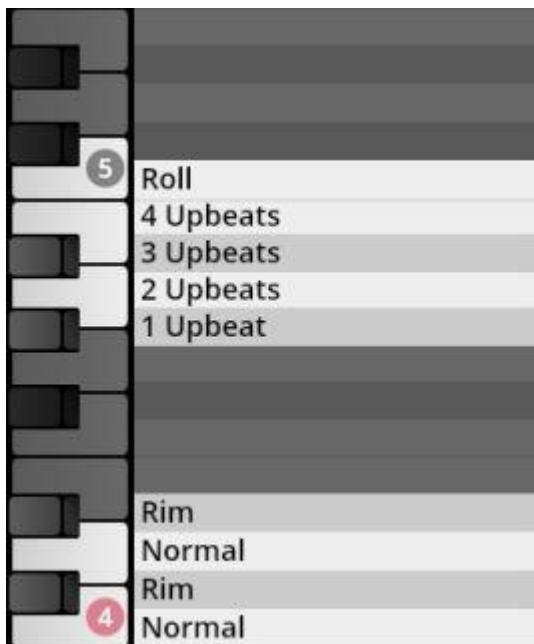 5 Roll
4 Upbeats
3 Upbeats
2 Upbeats
1 Upbeat
Rim
Normal
Rim
4 Normal